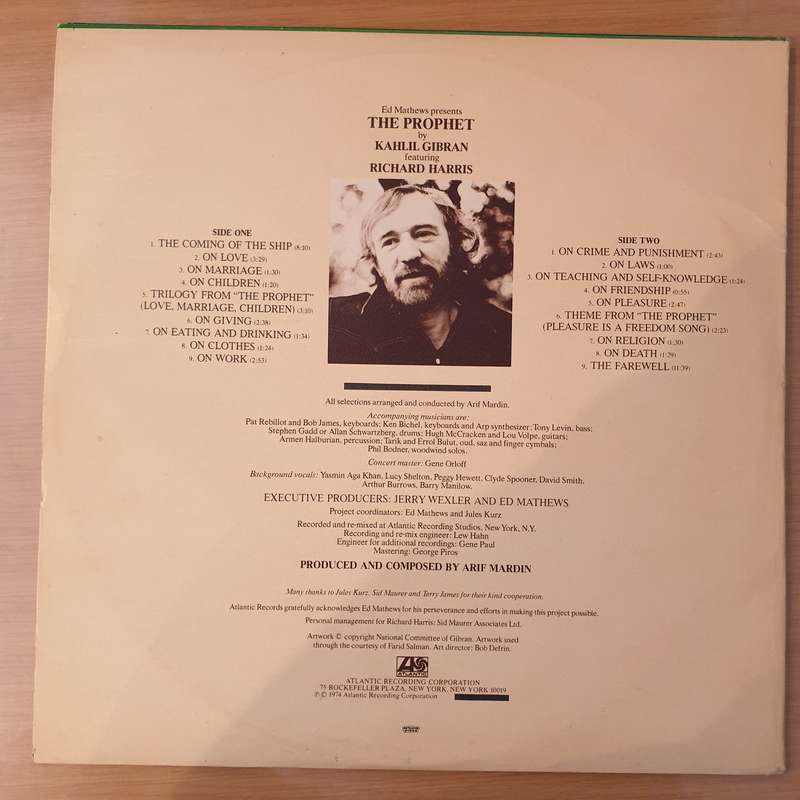 Ed Mathews presents
THE PROPHET
by
KAHLIL GIBRAN
featuring
RICHARD HARRIS
SIDE ONE
1. THE COMING OF THE SHIP (8:10)
2. ON LOVE (3:29)
3. ON MARRIAGE (1:30)
4. ON CHILDREN (1:20)
5. TRILOGY FROM “THE PROPHET”
(LOVE, MARRIAGE, CHILDREN) (3:10)
6. ON GIVING (2:38)
7. ON EATING AND DRINKING (1:34)
8. ON CLOTHES (1:24)
9. ON WORK (2:53)
SIDE TWO
1. ON CRIME AND PUNISHMENT (2:43)
2. ON LAWS (1:00)
3. ON TEACHING AND SELF-KNOWLEDGE (1:24)
4. ON FRIENDSHIP (0:55)
5. ON PLEASURE (2:47)
6. THEME FROM “THE PROPHET”
(PLEASURE IS A FREEDOM SONG) (2:23)
7. ON RELIGION (1:30)
8. ON DEATH (1:29)
9. THE FAREWELL (11:39)
All selections arranged and conducted by Arif Mardin.
Accompanying musicians are:
Pat Rebillot and Bob James, keyboards; Ken Bichel, keyboards and Arp synthesizer; Tony Levin, bass;
Stephen Gadd or Allan Schwartzberg, drums; Hugh McCracken and Lou Volpe, guitars;
Armen Halburian, percussion; Tarik and Errol Bulut, oud, saz and finger cymbals;
Phil Bodner, woodwind solos.
Concert master: Gene Orloff
Background vocals: Yasmin Aga Khan, Lucy Shelton, Peggy Hewett, Clyde Spooner, David Smith,
Arthur Burrows, Barry Manilow.
EXECUTIVE PRODUCERS: JERRY WEXLER AND ED MATHEWS
Project coordinators: Ed Mathews and Jules Kurz
Recorded and re-mixed at Atlantic Recording Studios, New York, N.Y.
Recording and re-mix engineer: Lew Hahn
Engineer for additional recordings: Gene Paul
Mastering: George Piros
PRODUCED AND COMPOSED BY ARIF MARDIN
Many thanks to Jules Kurz, Sid Maurer and Terry James for their kind cooperation.
Atlantic Records gratefully acknowledges Ed Mathews for his perseverance and efforts in making this project possible.
Personal management for Richard Harris: Sid Maurer Associates Ltd.
Artwork © copyright National Committee of Gibran. Artwork used
through the courtesy of Farid Salman. Art director: Bob Defrin.
ATLANTIC
ATLANTIC RECORDING CORPORATION
75 ROCKEFELLER PLAZA, NEW YORK, NEW YORK 10019
℗ © 1974 Atlantic Recording Corporation